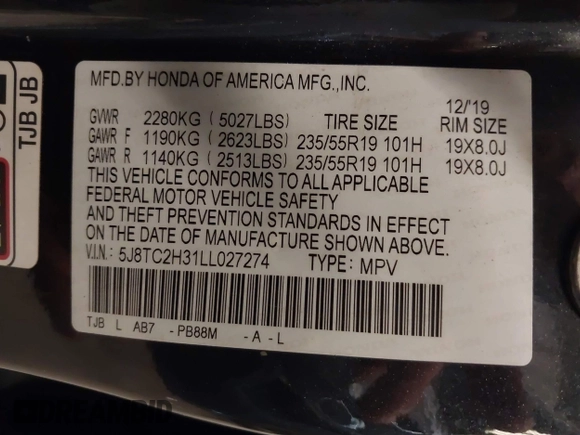 TJB JB
MFD.BY HONDA OF AMERICA MFG.,INC.
12/'19
GVWR 2280KG (5027LBS) TIRE SIZE RIM SIZE
GAWR F 1190KG (2623LBS) 235/55R19 101H 19X8.0J
GAWR R 1140KG (2513LBS) 235/55R19 101H 19X8.0J
THIS VEHICLE CONFORMS TO ALL APPLICABLE
FEDERAL MOTOR VEHICLE SAFETY
AND THEFT PREVENTION STANDARDS IN EFFECT
ON THE DATE OF MANUFACTURE SHOWN ABOVE.
V.I.N.: 5J8TC2H31LL027274 TYPE: MPV
TJB L AB7 -PB88M -A-L
DREAMBID